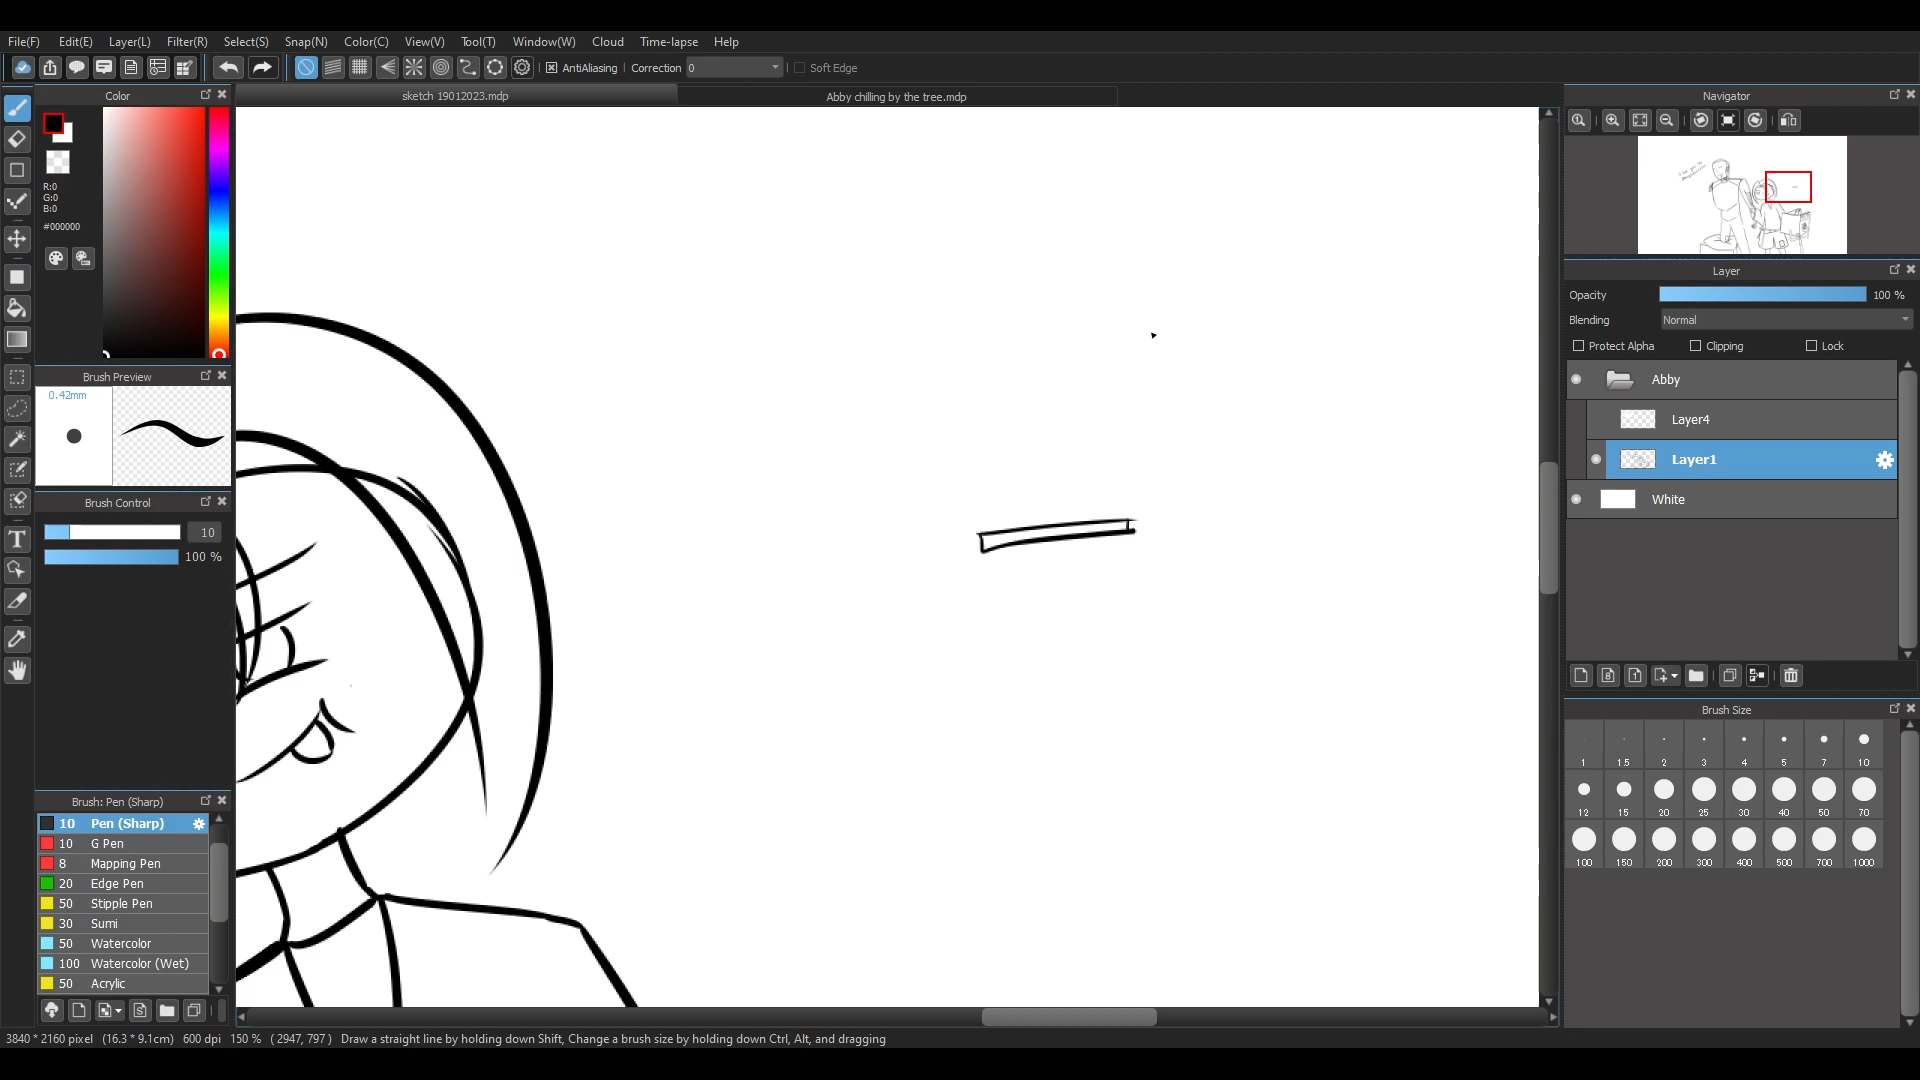 File(F) Edit(E) Layer(L) Filter(R) Select(S) Snap(N) Color(C) View(V) Tool(T) Window(W) Cloud Time-lapse Help
AntiAliasing Correction 0 Soft Edge
Color
R:0
G:0
B:0
#000000
Brush Preview
0.42mm
Brush Control
10
100 %
Brush: Pen (Sharp)
10 Pen (Sharp)
10 G Pen
8 Mapping Pen
20 Edge Pen
50 Stipple Pen
30 Sumi
50 Watercolor
100 Watercolor (Wet)
50 Acrylic
sketch 19012023.mdp
Abby chilling by the tree.mdp
Navigator
Layer
Opacity 100 %
Blending Normal
Protect Alpha Clipping Lock
Abby
Layer4
Layer1
White
Brush Size
1 1.5 2 3 4 5 7 10
12 15 20 25 30 40 50 70
100 150 200 300 400 500 700 1000
3840 * 2160 pixel (16.3 * 9.1cm) 600 dpi 150 % ( 2947, 797 ) Draw a straight line by holding down Shift, Change a brush size by holding down Ctrl, Alt, and dragging